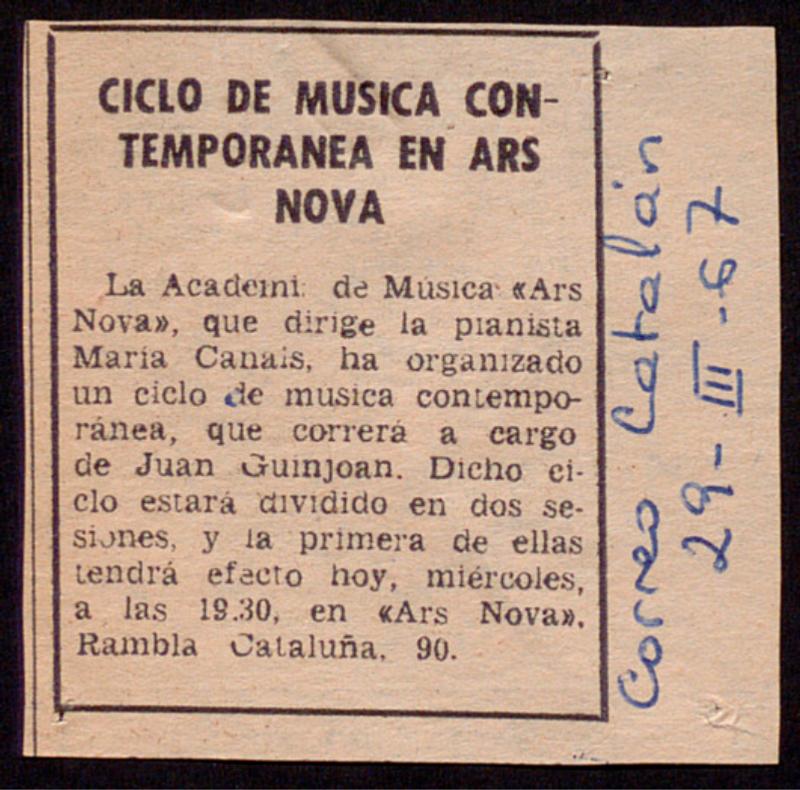 CICLO DE MUSICA CON-
TEMPORANEA EN ARS
NOVA
La Academi. de Música «Ars
Nova», que dirige la pianista
María Canals, ha organizado
un ciclo de musica contempo-
ránea, que correrá a cargo
de Juan Guinjoan. Dicho ci-
clo estará dividido en dos se-
siones, y la primera de ellas
tendrá efecto hoy, miércoles,
a las 19.30, en «Ars Nova».
Rambla Cataluña, 90.
Correo Catalán
29-III-67